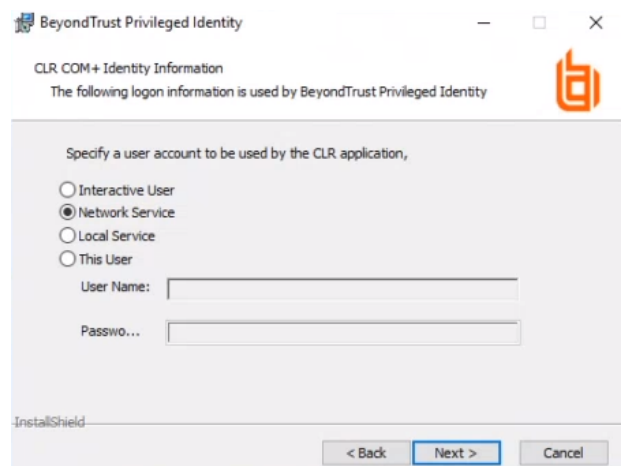 BeyondTrust Privileged Identity
CLR COM+ Identity Information
The following logon information is used by BeyondTrust Privileged Identity
Specify a user account to be used by the CLR application,
Interactive User
Network Service
Local Service
This User
User Name:
Passwo...
InstallShield
< Back Next > Cancel